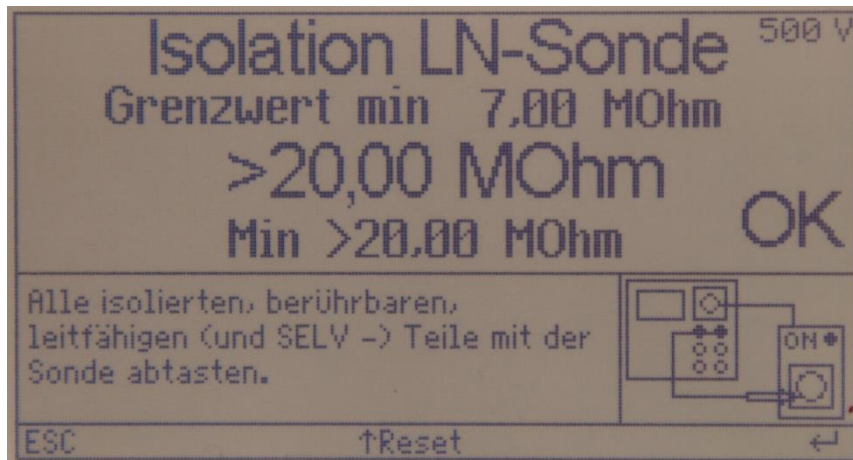 Isolation LN-Sonde 500 V
Grenzwert min 7,00 MOhm
>20,00 MOhm
OK
Min >20,00 MOhm
Alle isolierten, berührbaren,
leitfähigen (und SELV -) Teile mit der
Sonde abtasten.
ON
ESC ↑Reset ↵